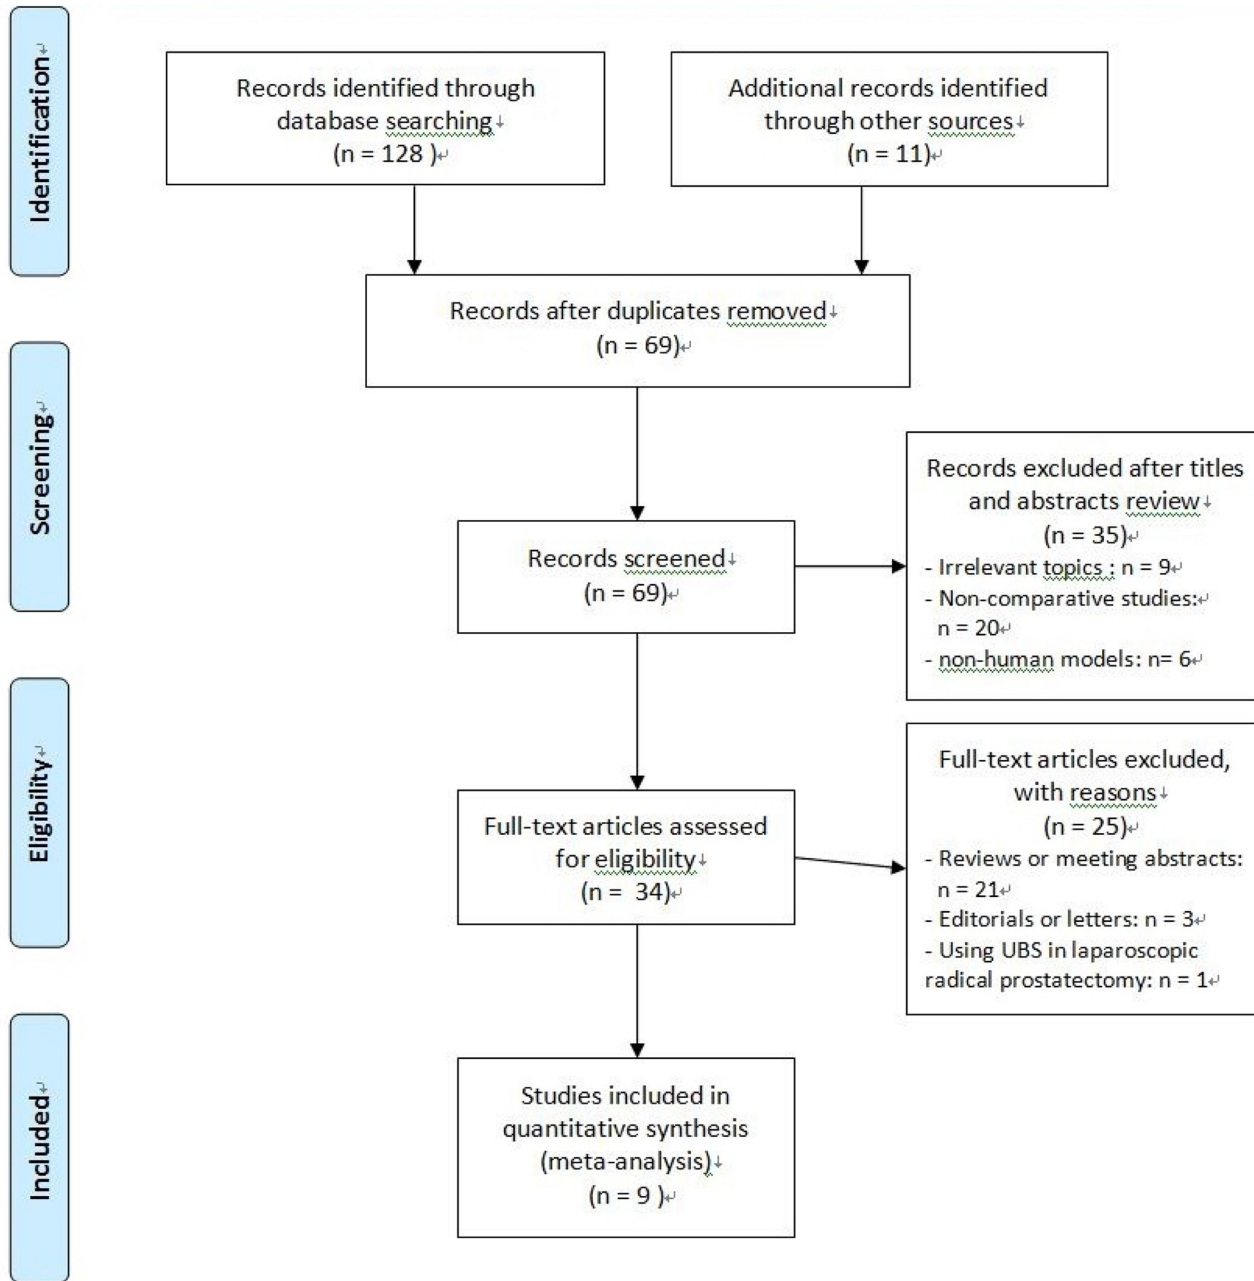 Identification↓
Records identified through
database searching↓
(n = 128 )↵
Additional records identified
through other sources↓
(n = 11)↵
Records after duplicates removed↓
(n = 69)↵
Screening↓
Records screened↓
(n = 69)↵
Records excluded after titles
and abstracts review↓
(n = 35)↵
- Irrelevant topics : n = 9↵
- Non-comparative studies:↵
n = 20↵
- non-human models: n= 6↵
Eligibility↓
Full-text articles assessed
for eligibility↓
(n =  34)↵
Full-text articles excluded,
with reasons↓
(n = 25)↵
- Reviews or meeting abstracts:
n = 21↵
- Editorials or letters: n = 3↵
- Using UBS in laparoscopic
radical prostatectomy: n = 1↵
Included↓
Studies included in
quantitative synthesis
(meta-analysis)↓
(n = 9 )↵